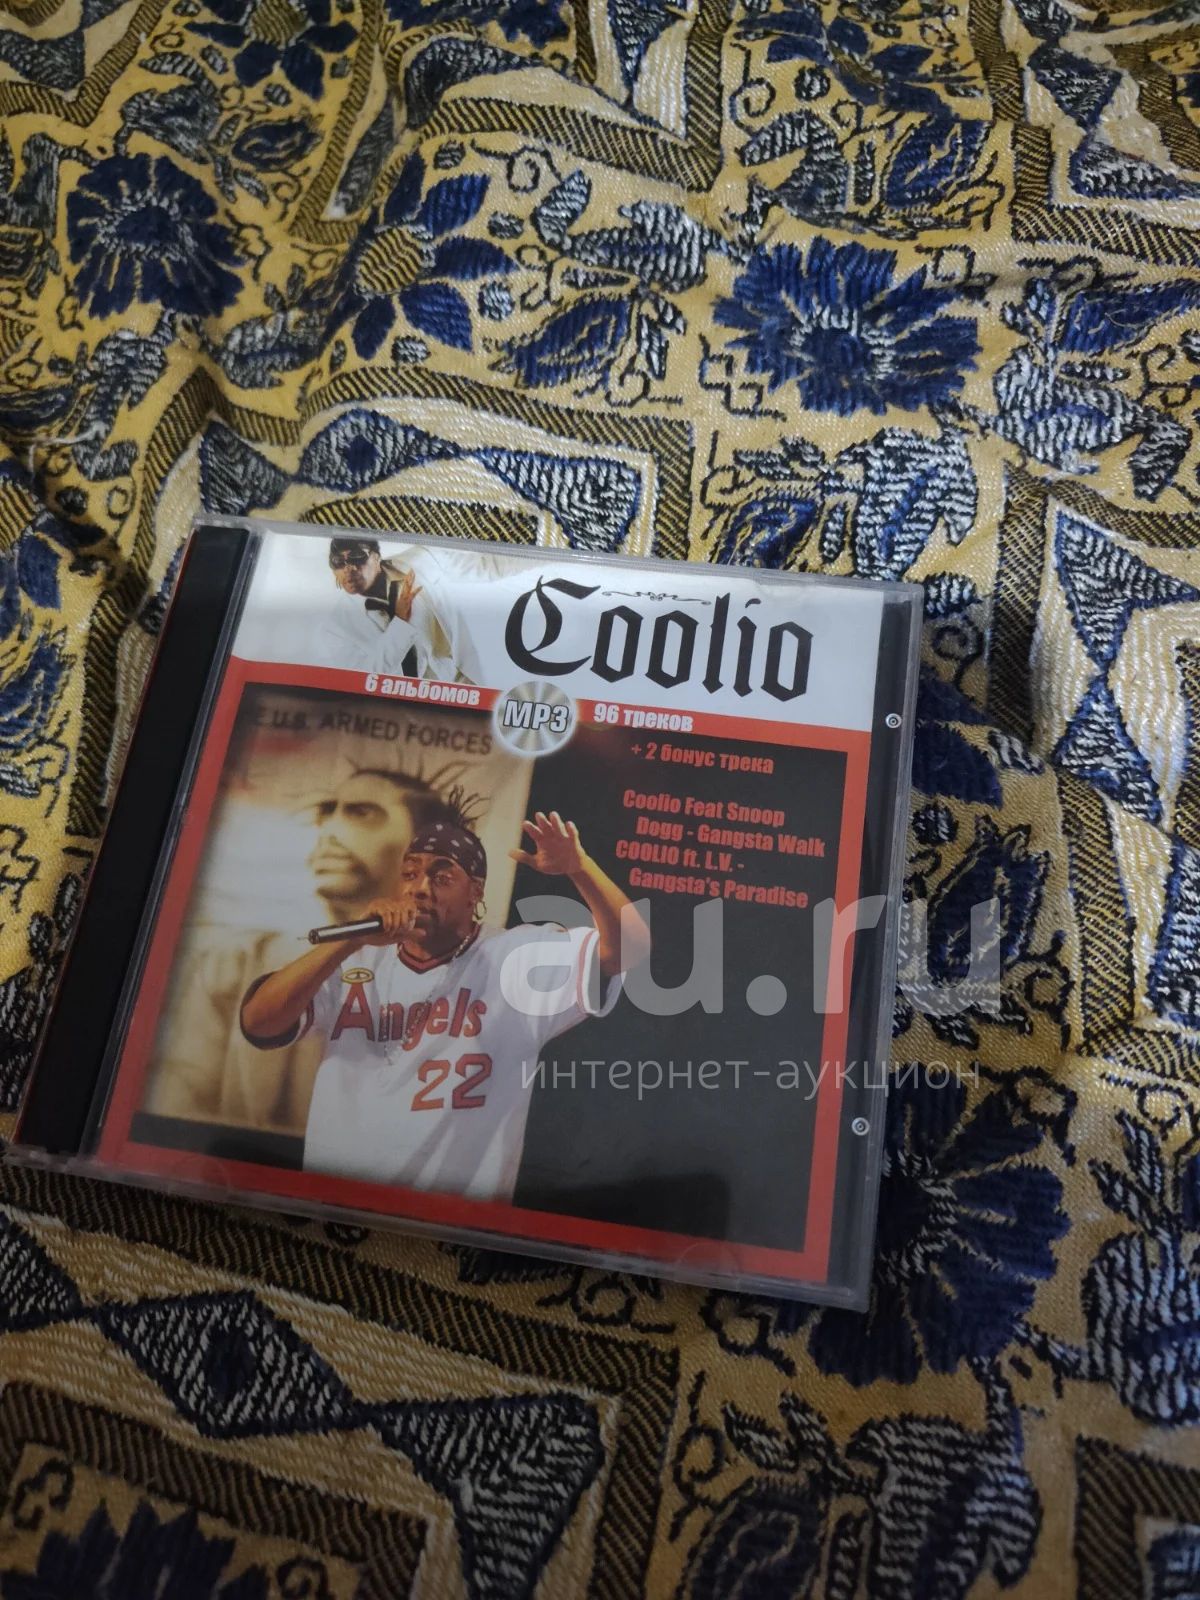 Coolio
6 альбомов MP3 96 треков
+ 2 бонус трека
E U.S. ARMED FORCES
Coolio Feat Snoop
Dogg - Gangsta Walk
COOLIO ft. L.V. -
Gangsta's Paradise
Angels
22
au.ru
интернет-аукцион